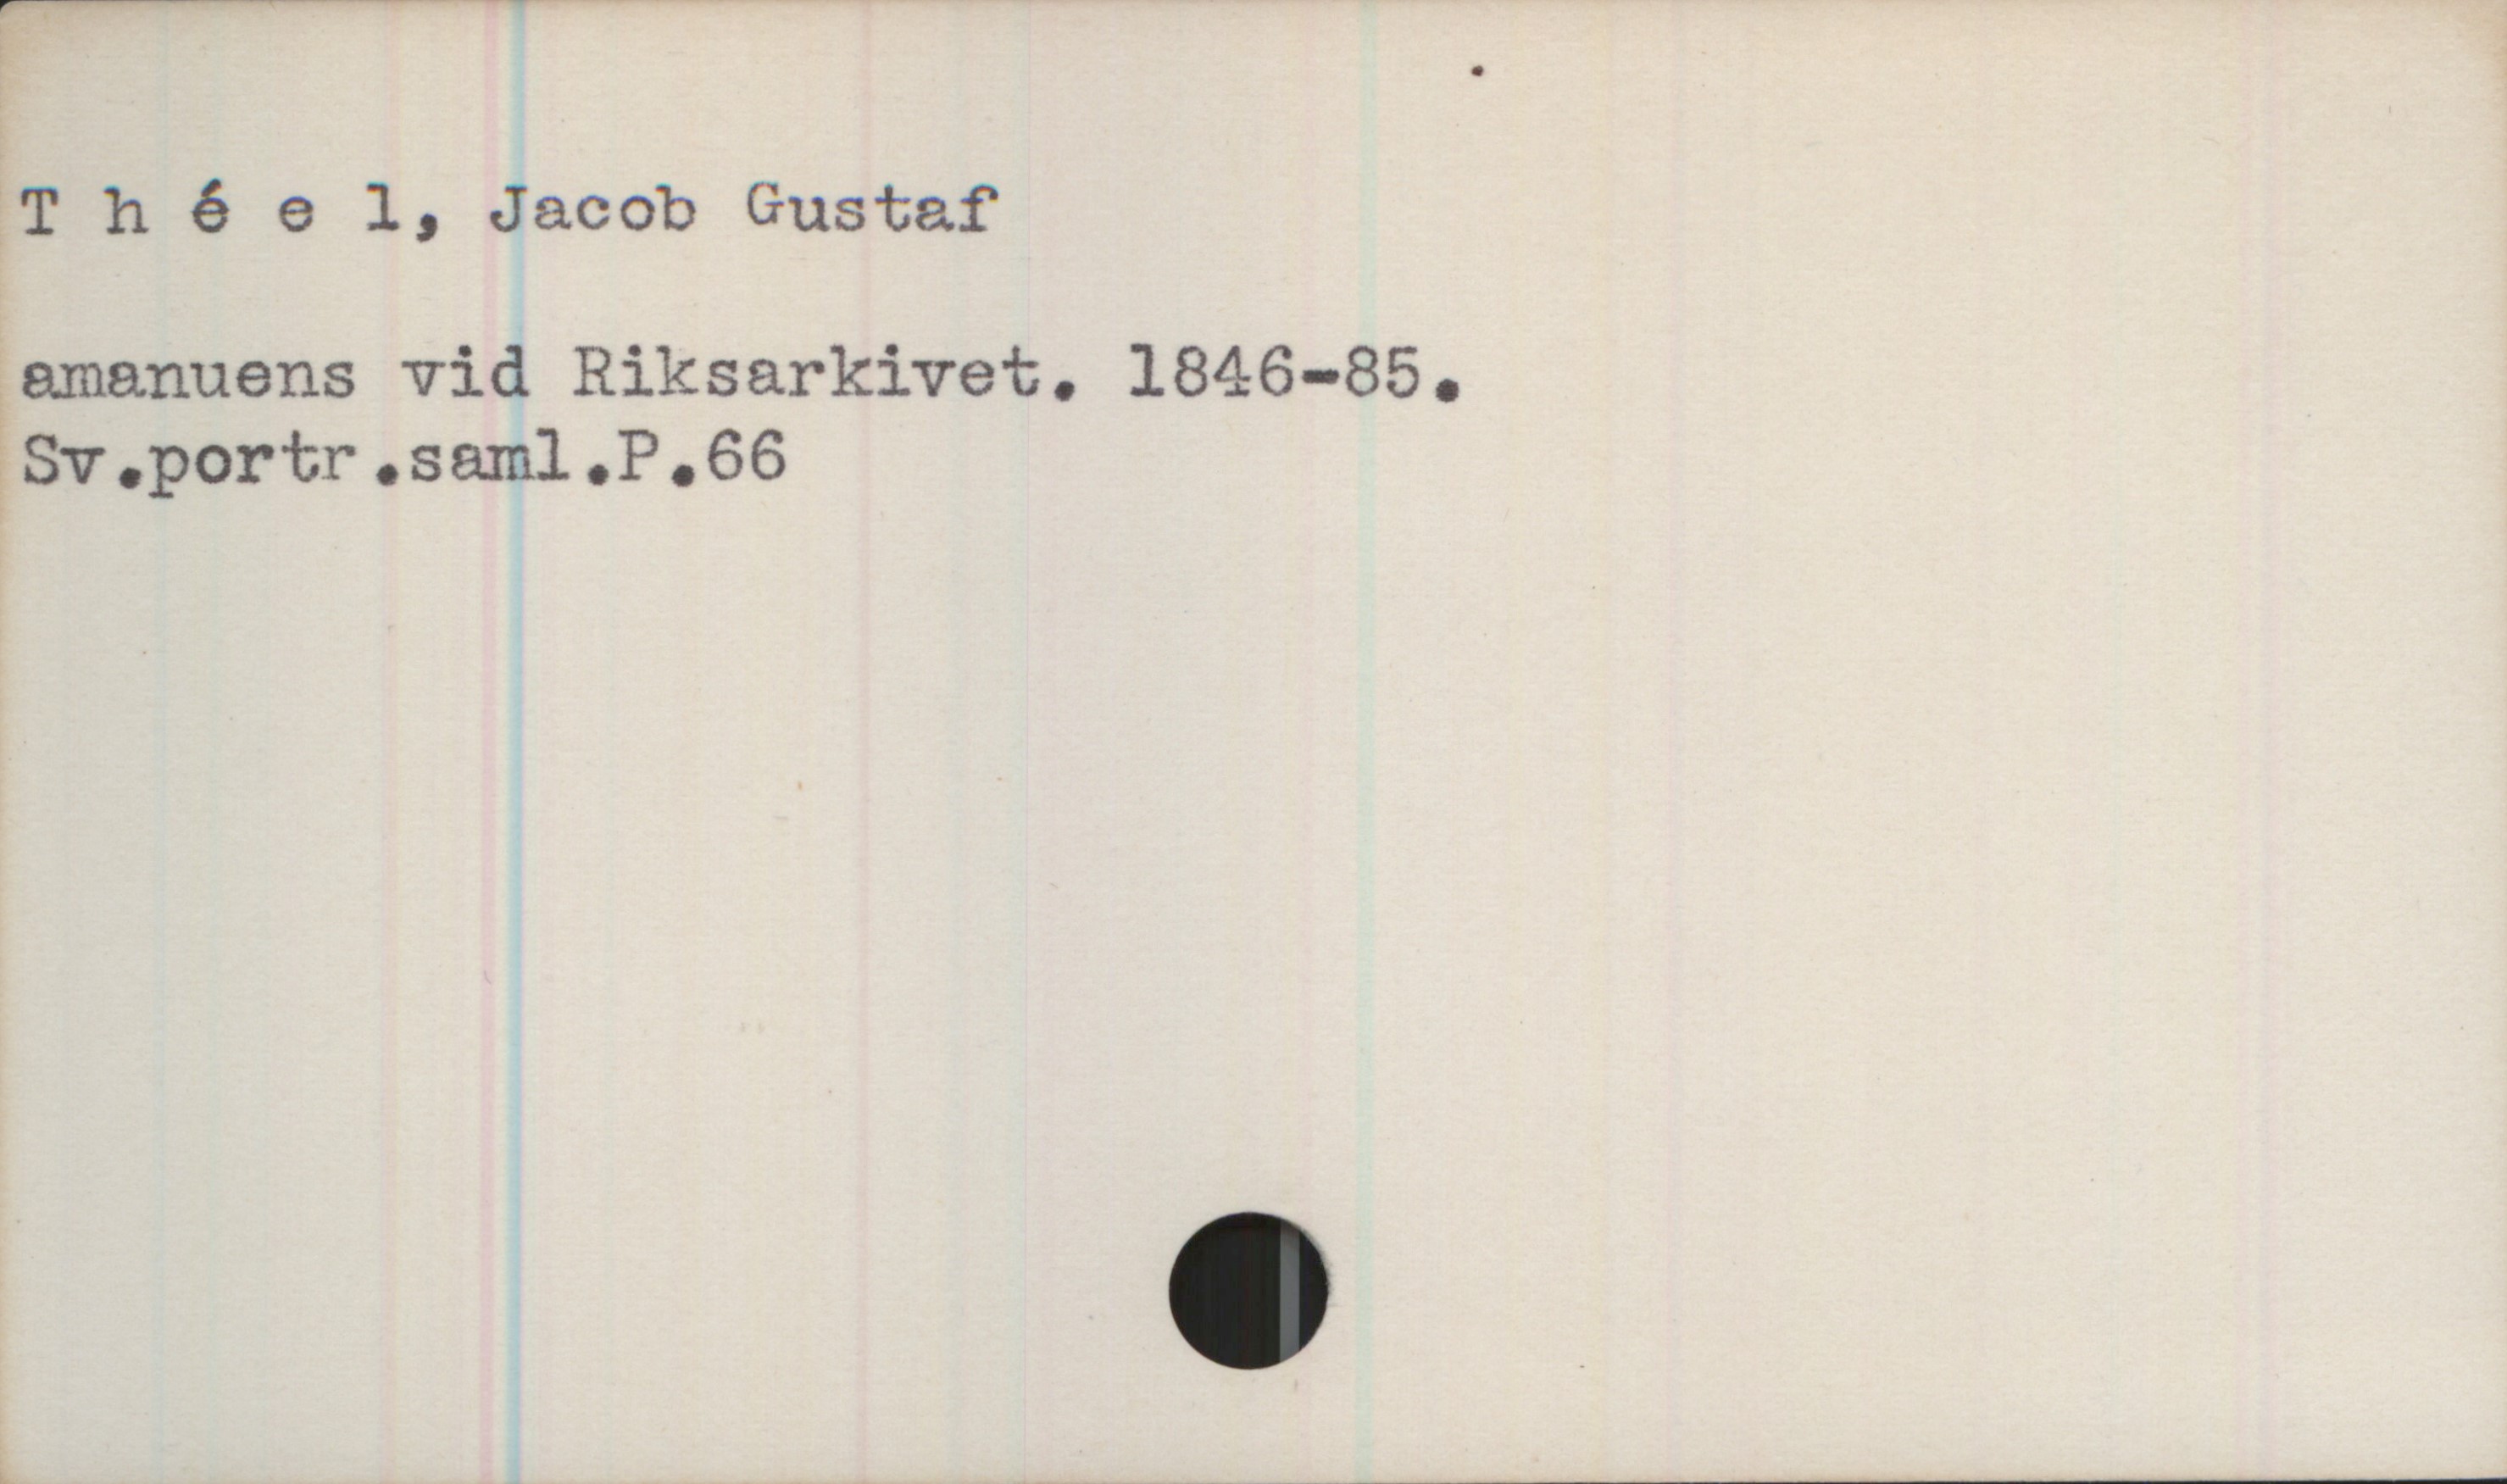 T h é e l, Jacob Gustaf
amanuens vid Riksarkivet. 1846-85.
Sv.portr.saml.P.66